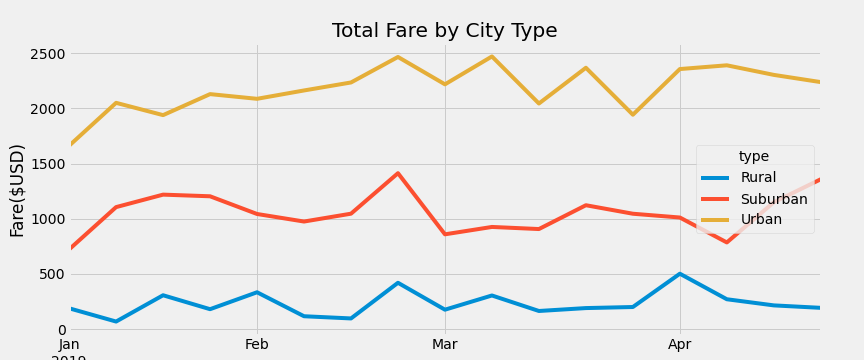 Total Fare by City Type
Fare($USD)
2500
2000
1500
1000
500
0
type
Rural
Suburban
Urban
Jan
Feb
Mar
Apr
2019